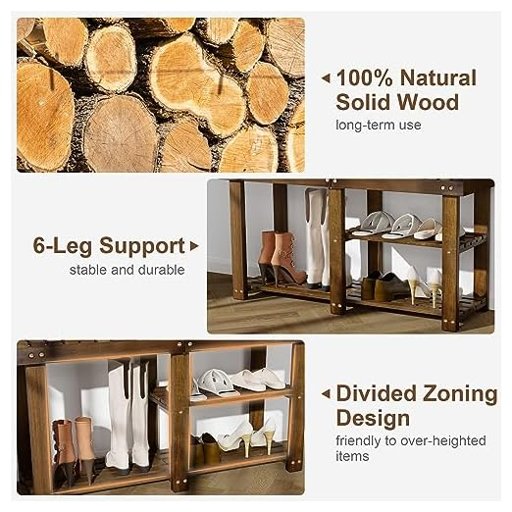 100% Natural
Solid Wood
long-term use
6-Leg Support
stable and durable
Divided Zoning
Design
friendly to over-heighted
items